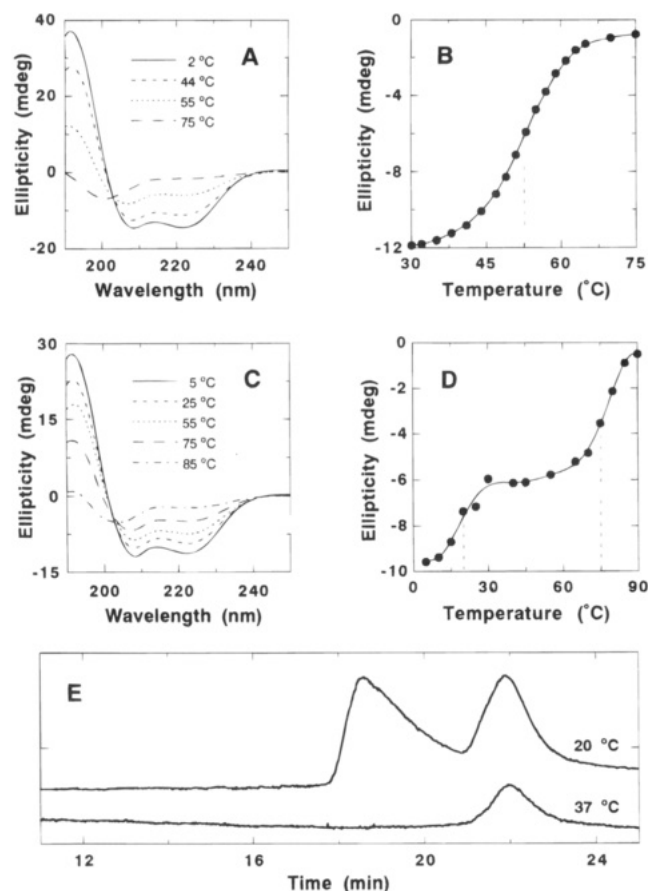 40
20
0
-20
Ellipticity (mdeg)
200 220 240
Wavelength (nm)
A
2 °C
44 °C
55 °C
75 °C
0
-4
-8
-12
Ellipticity (mdeg)
30 45 60 75
Temperature (°C)
B
30
15
0
-15
Ellipticity (mdeg)
200 220 240
Wavelength (nm)
C
5 °C
25 °C
55 °C
75 °C
85 °C
0
-2
-4
-6
-8
-10
Ellipticity (mdeg)
0 30 60 90
Temperature (°C)
D
E
20 °C
37 °C
12 16 20 24
Time (min)